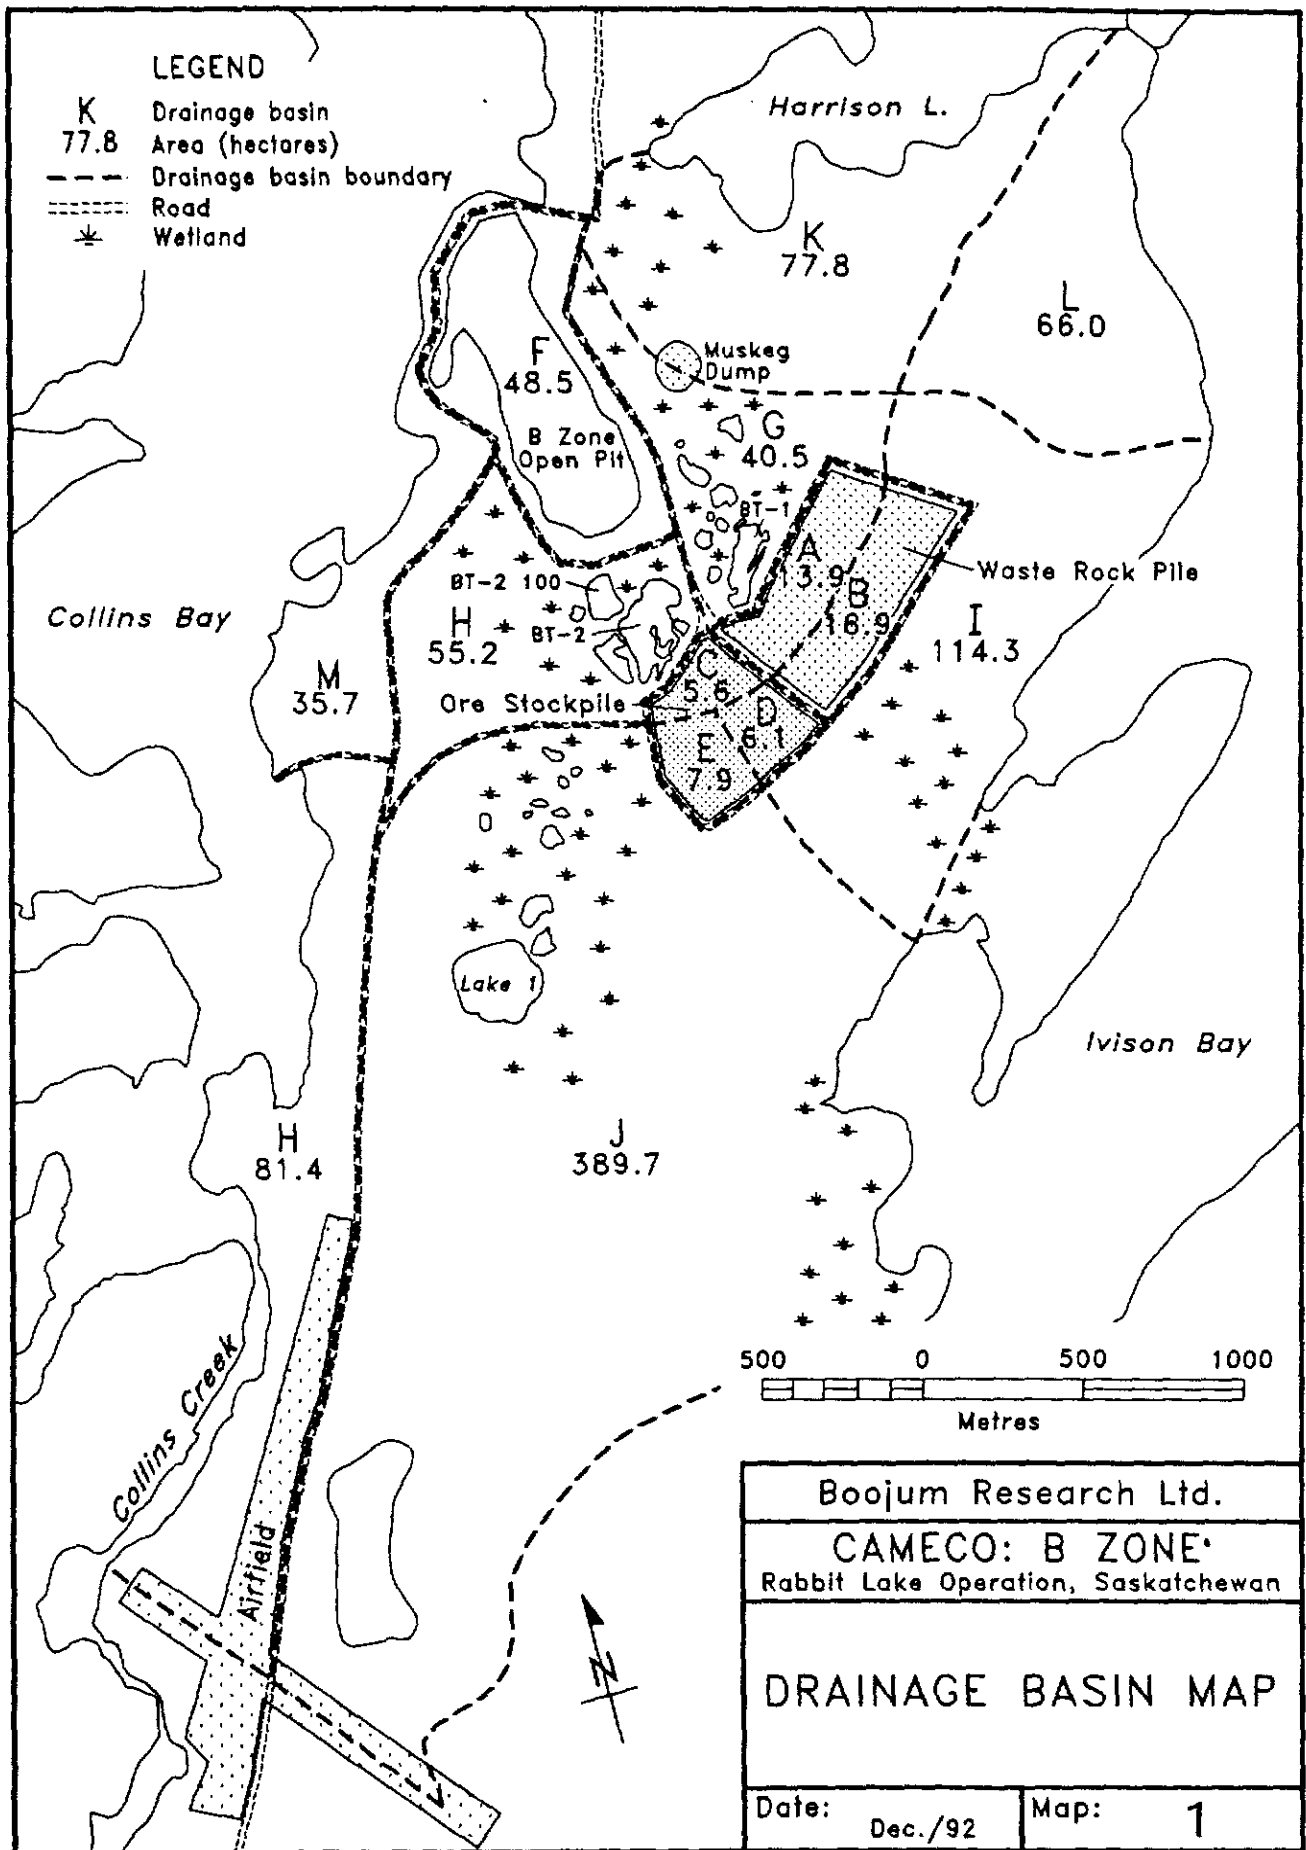 LEGEND
K Drainage basin
77.8 Area (hectares)
Drainage basin boundary
Road
Wetland
Harrison L.
K
77.8
L
66.0
F
48.5
Muskeg
Dump
B Zone
Open Pit
G
40.5
BT-1
A
13.9
B
Waste Rock Pile
BT-2 100
Collins Bay
H
55.2
BT-2
I
114.3
M
35.7
C
5.6
Ore Stockpile
D
6.1
E
7.9
Lake 1
Ivison Bay
H
81.4
J
389.7
Collins Creek
Airfield
500 0 500 1000
Metres
N
Boojum Research Ltd.
CAMECO: B ZONE
Rabbit Lake Operation, Saskatchewan
DRAINAGE BASIN MAP
Date: Dec./92
Map: 1